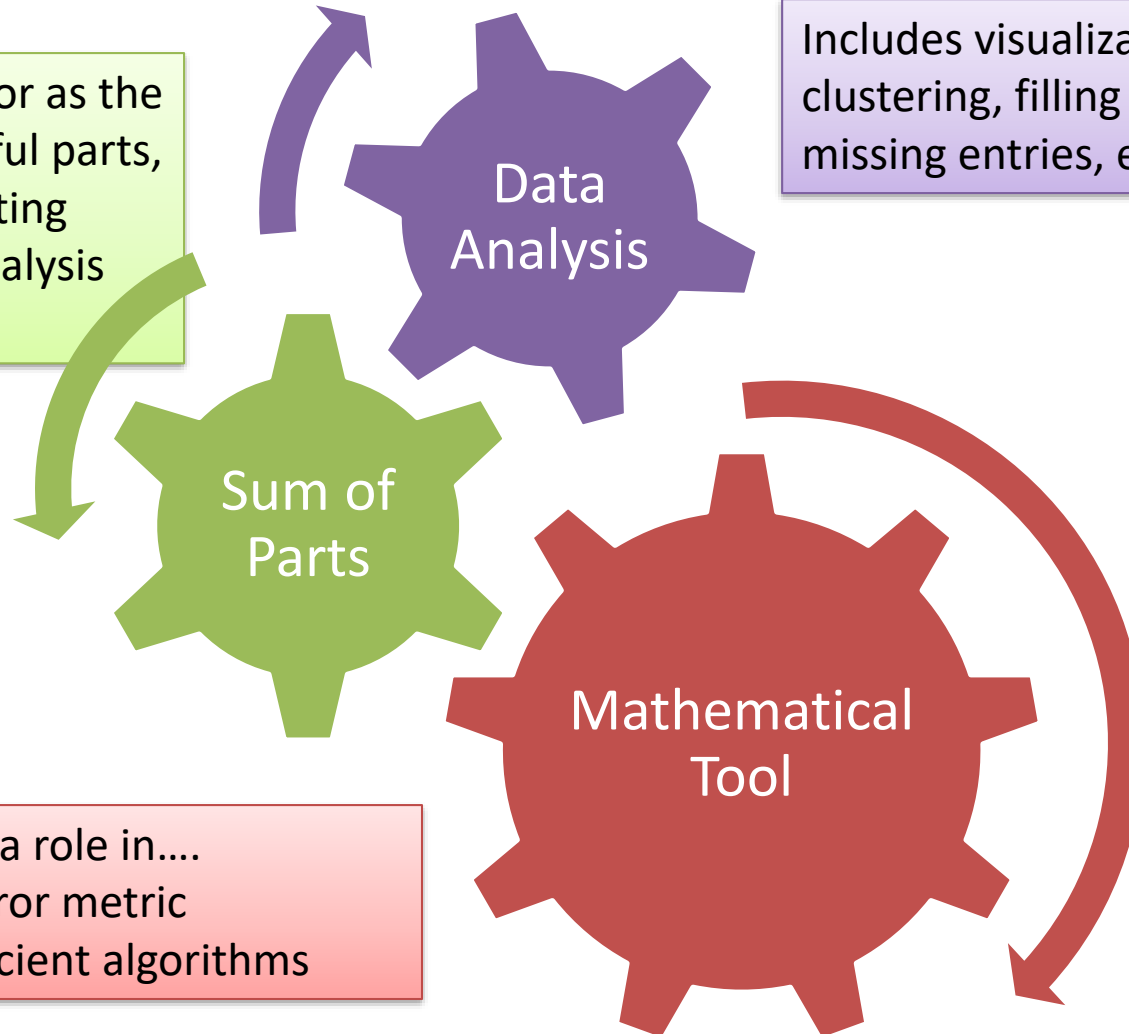 or as the
ful parts,
ting
alysis
Data
Analysis
Includes visualiza
clustering, filling
missing entries, e
Sum of
Parts
Mathematical
Tool
a role in....
ror metric
cient algorithms